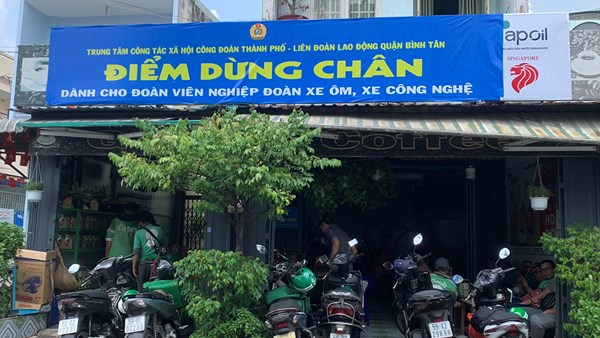 TRUNG TÂM CÔNG TÁC XÃ HỘI CÔNG ĐOÀN THÀNH PHỐ - LIÊN ĐOÀN LAO ĐỘNG QUẬN BÌNH TÂN
ĐIỂM DỪNG CHÂN
DÀNH CHO ĐOÀN VIÊN NGHIỆP ĐOÀN XE ÔM, XE CÔNG NGHỆ
apoil
SINGAPORE
Coffee